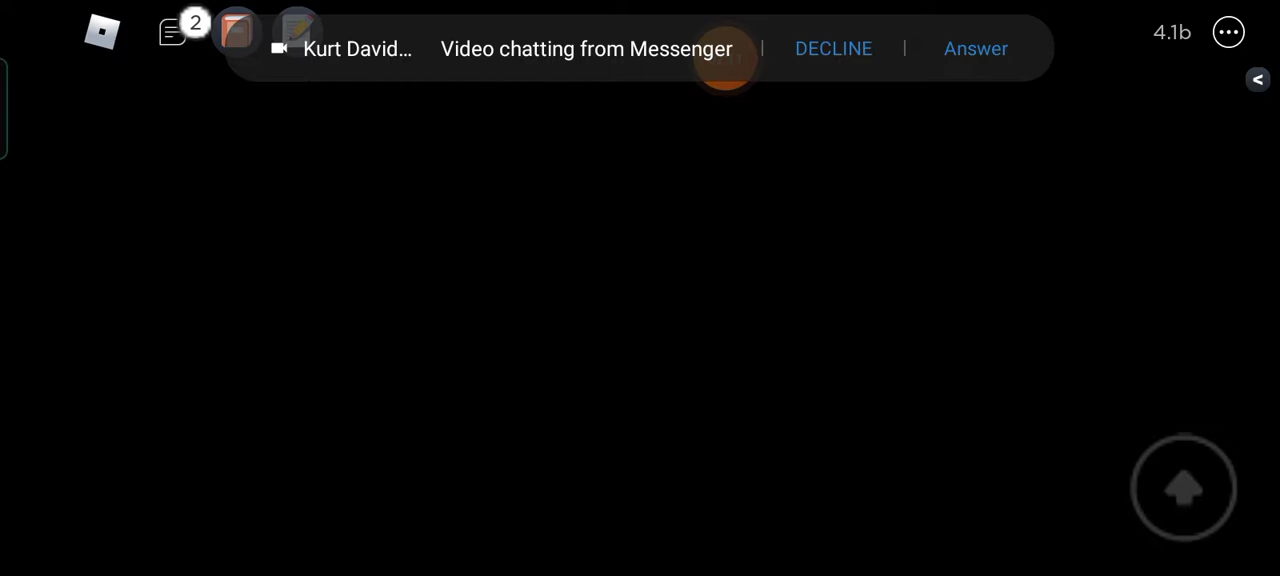 2
Kurt David... Video chatting from Messenger | DECLINE | Answer
4.1b